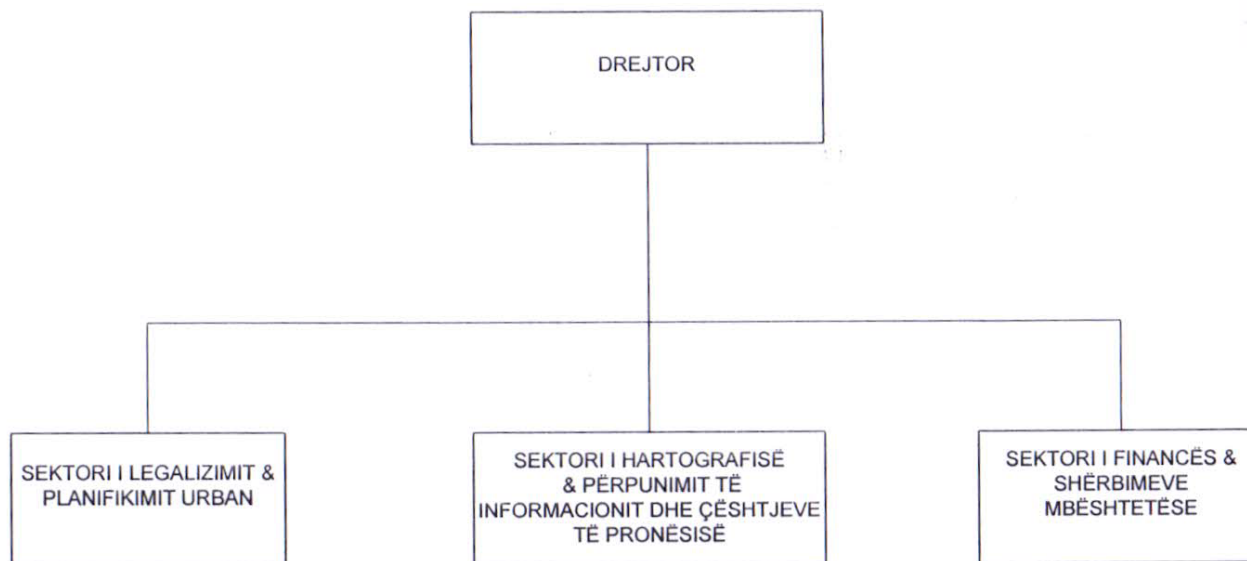 DREJTOR
SEKTORI I LEGALIZIMIT &
PLANIFIKIMIT URBAN
SEKTORI I HARTOGRAFISË
& PËRPUNIMIT TË
INFORMACIONIT DHE ÇËSHTJEVE
TË PRONËSISË
SEKTORI I FINANCËS &
SHËRBIMEVE
MBËSHTETËSE